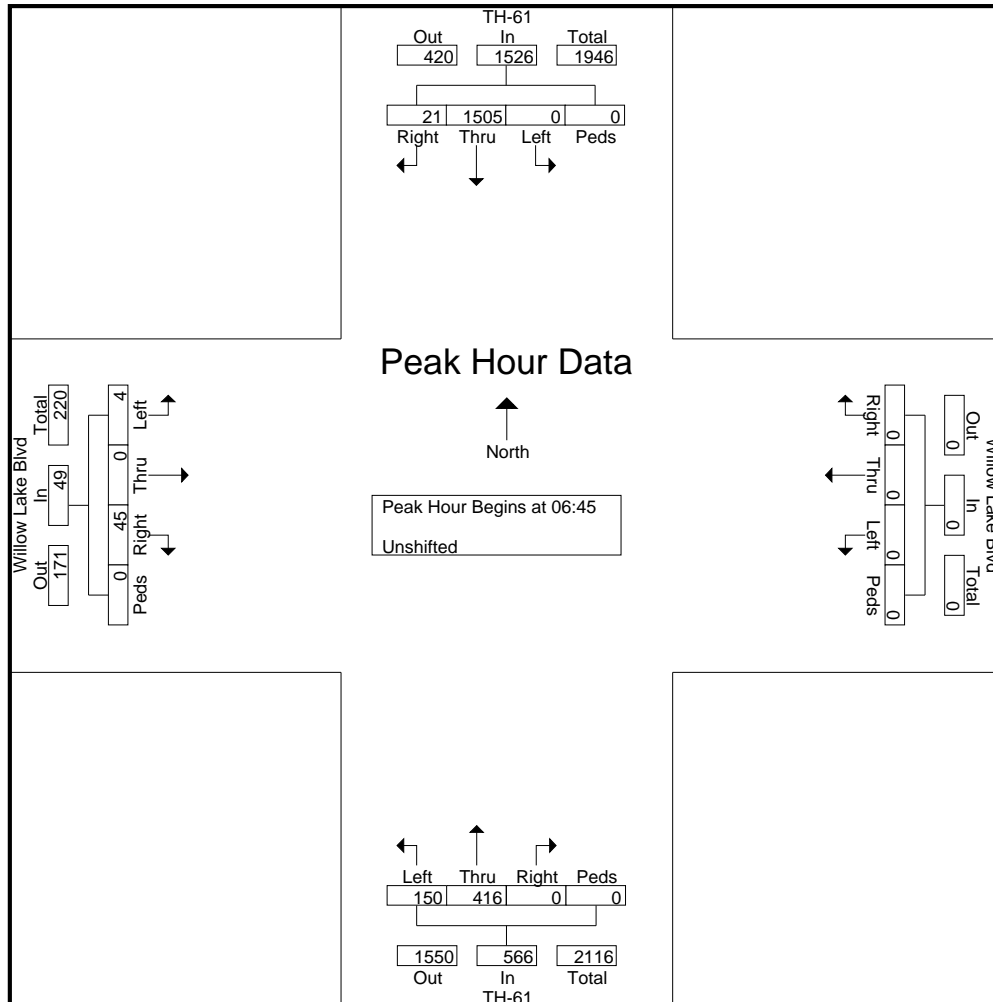 TH-61
Out In Total
420 1526 1946
21 1505 0 0
Right Thru Left Peds
Peak Hour Data
North
Peak Hour Begins at 06:45
Unshifted
Willow Lake Blvd
Out In Total
171 49 220
4 0 45 0
Left Thru Right Peds
Willow Lake Blvd
Out In Total
0 0 0
0 0 0 0
Right Thru Left Peds
Left Thru Right Peds
150 416 0 0
1550 566 2116
Out In Total
TH-61